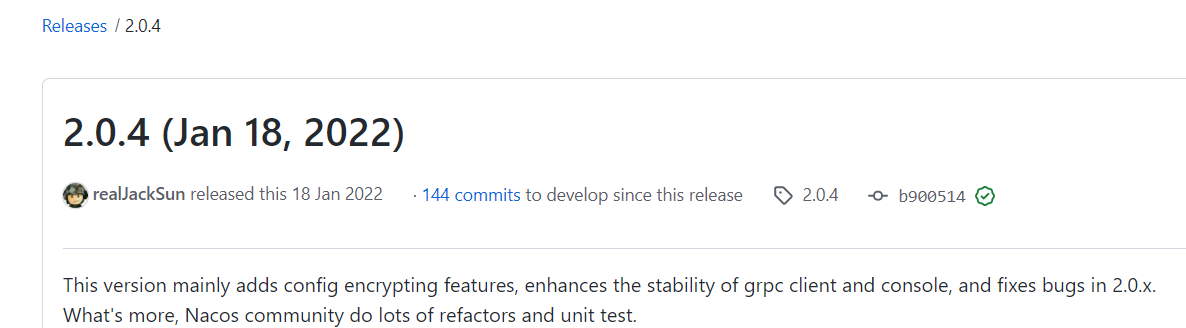 Releases / 2.0.4
2.0.4 (Jan 18, 2022)
realJackSun released this 18 Jan 2022 · 144 commits to develop since this release 2.0.4 b900514
This version mainly adds config encrypting features, enhances the stability of grpc client and console, and fixes bugs in 2.0.x.
What's more, Nacos community do lots of refactors and unit test.